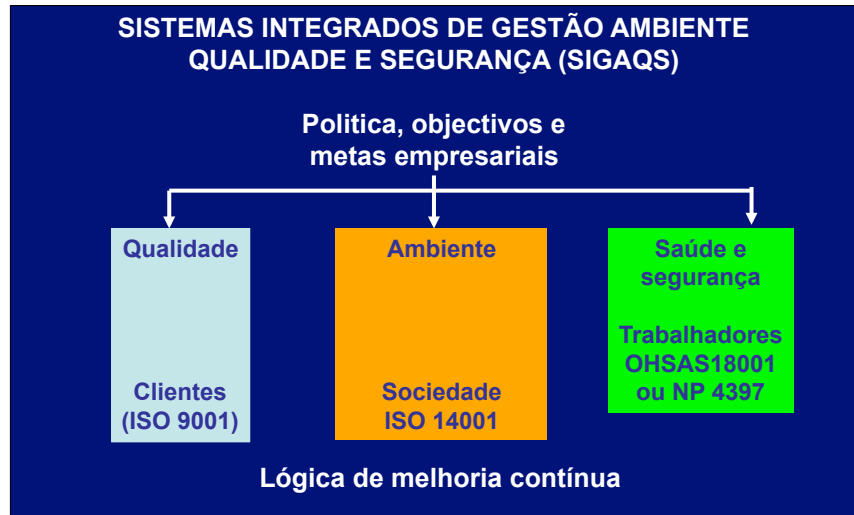 SISTEMAS INTEGRADOS DE GESTÃO AMBIENTE
QUALIDADE E SEGURANÇA (SIGAQS)
Politica, objectivos e
metas empresariais
Qualidade
Clientes
(ISO 9001)
Ambiente
Sociedade
ISO 14001
Saúde e
segurança
Trabalhadores
OHSAS18001
ou NP 4397
Lógica de melhoria contínua